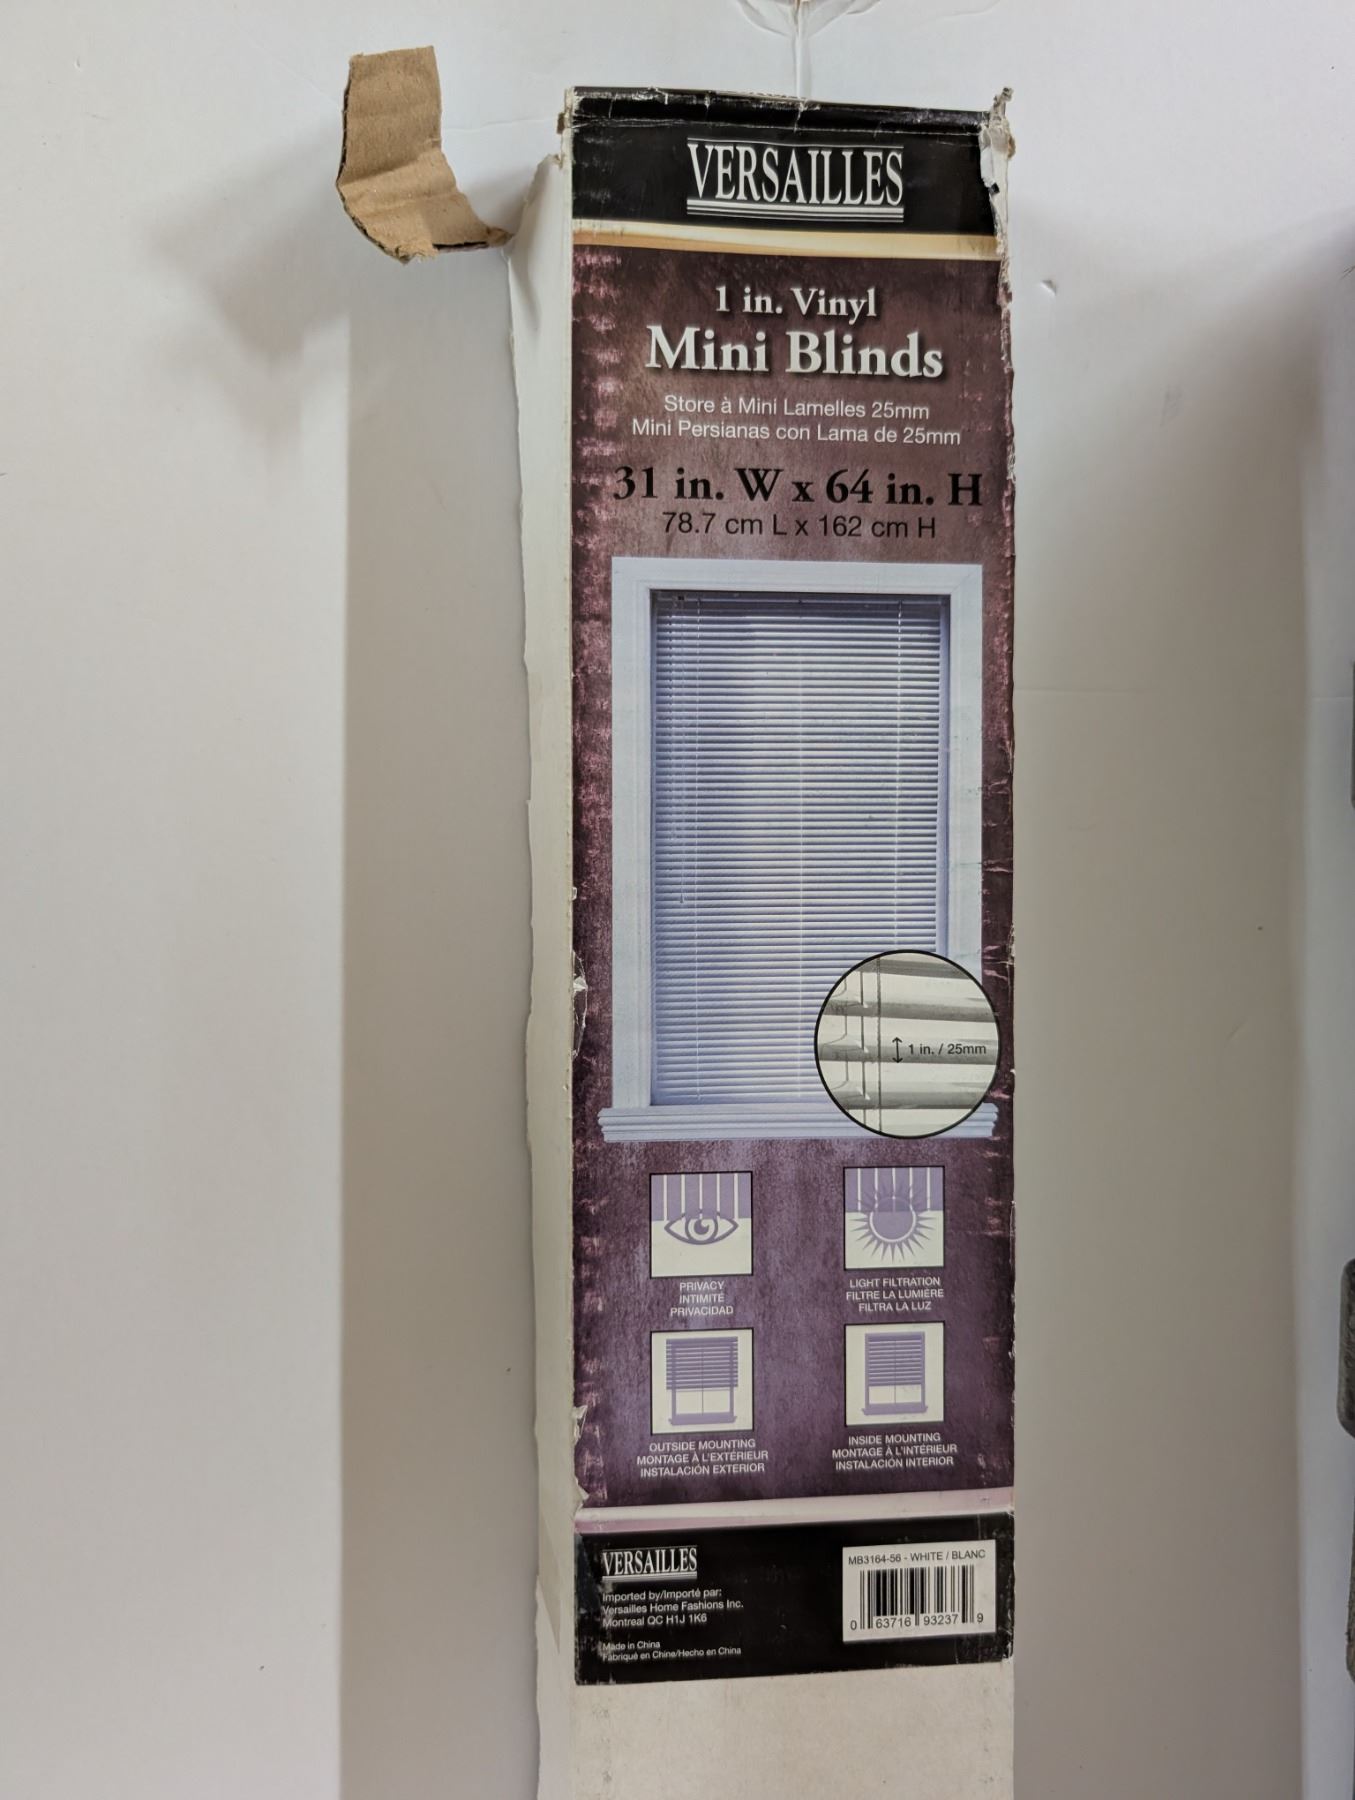 VERSAILLES
1 in. Vinyl
Mini Blinds
Store à Mini Lamelles 25mm
Mini Persianas con Lama de 25mm
31 in. W x 64 in. H
78.7 cm L x 162 cm H
1 in. / 25mm
PRIVACY
INTIMITÉ
PRIVACIDAD
LIGHT FILTRATION
FILTRE LA LUMIÈRE
FILTRA LA LUZ
OUTSIDE MOUNTING
MONTAGE À L'EXTÉRIEUR
INSTALACIÓN EXTERIOR
INSIDE MOUNTING
MONTAGE À L'INTÉRIEUR
INSTALACIÓN INTERIOR
VERSAILLES
Imported by/Importé par:
Versailles Home Fashions Inc.
Montreal QC H1J 1K6
Made in China
Fabriqué en Chine/Hecho en China
MB3164-56 - WHITE / BLANC
0 63716 93237 9